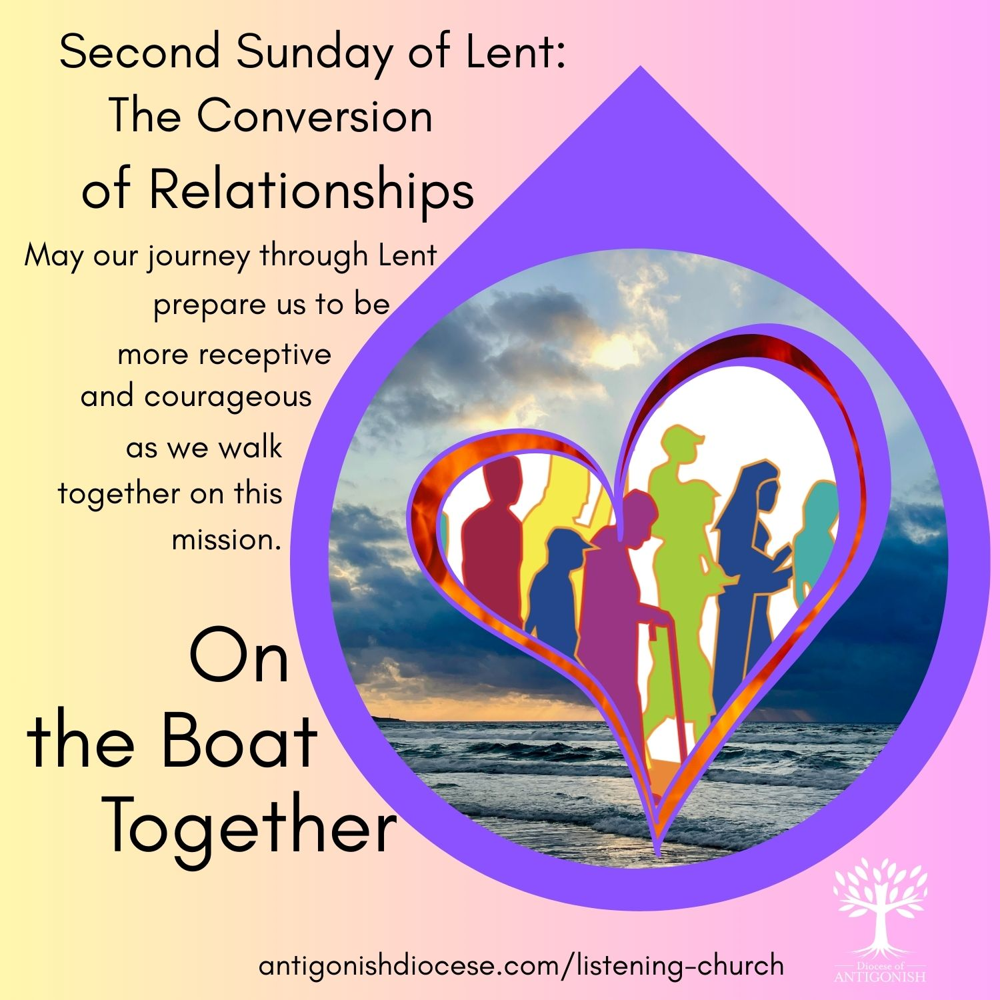 Second Sunday of Lent:
The Conversion
of Relationships
May our journey through Lent
prepare us to be
more receptive
and courageous
as we walk
together on this
mission.
On
the Boat
Together
antigonishdiocese.com/listening-church
Diocese of
ANTIGONISH